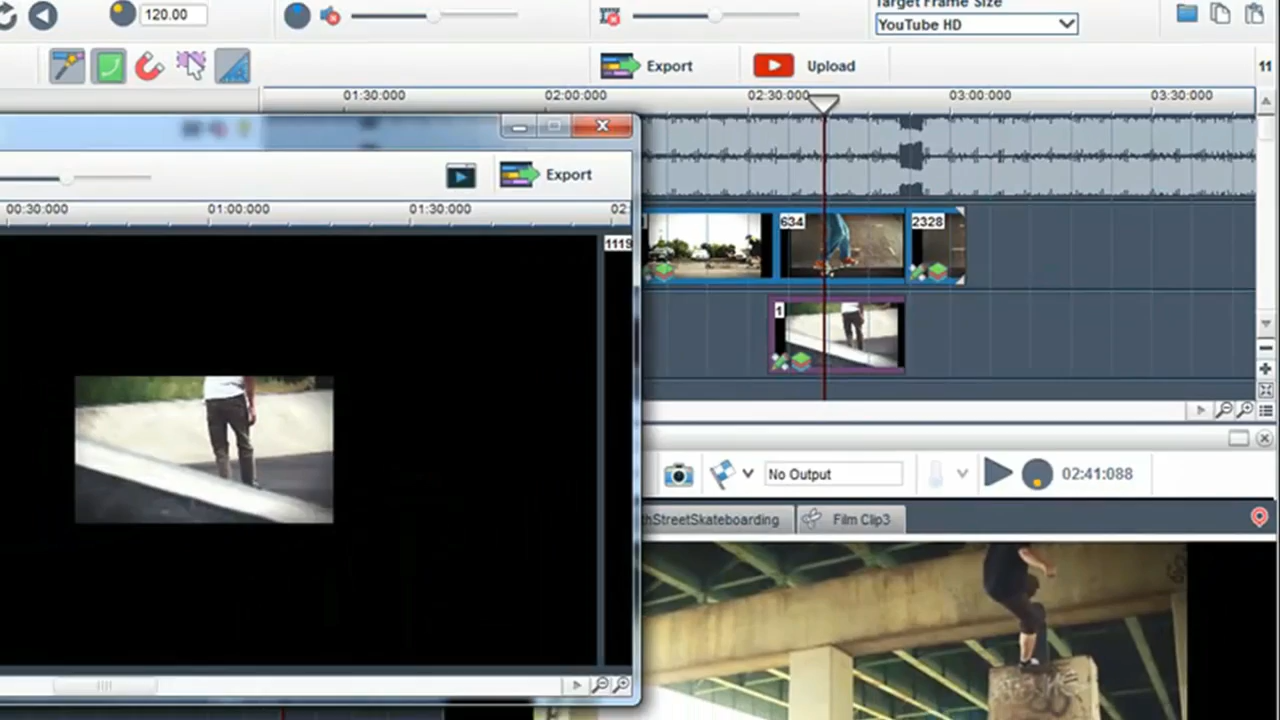 Target Frame Size
120.00
YouTube HD
Export
Upload
11
01:30:000 02:00:000 02:30:000 03:00:000 03:30:000
Export
00:30:000 01:00:000 01:30:000 02:
1119
634
2328
1
No Output
02:41:088
thStreetSkateboarding
Film Clip3